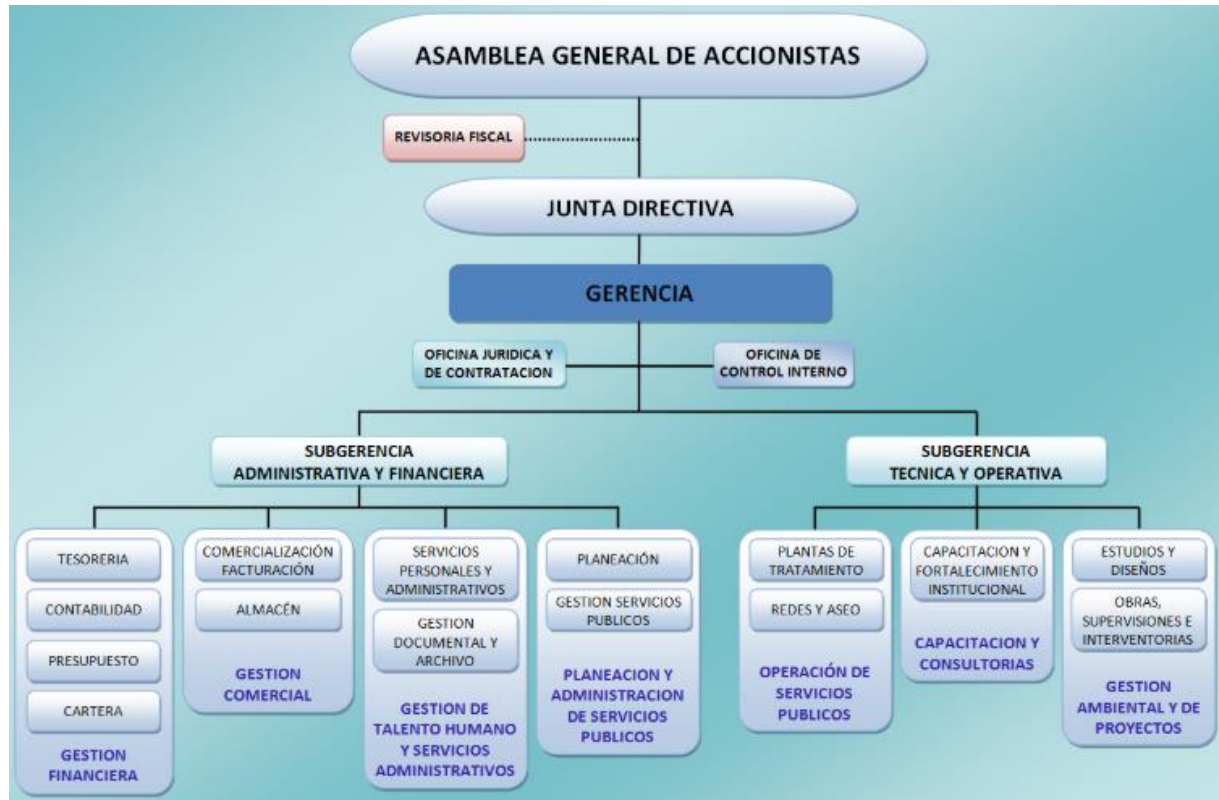 ASAMBLEA GENERAL DE ACCIONISTAS
REVISORIA FISCAL
JUNTA DIRECTIVA
GERENCIA
OFICINA JURIDICA Y
DE CONTRATACION
OFICINA DE
CONTROL INTERNO
SUBGERENCIA
ADMINISTRATIVA Y FINANCIERA
SUBGERENCIA
TECNICA Y OPERATIVA
TESORERIA
CONTABILIDAD
PRESUPUESTO
CARTERA
GESTION
FINANCIERA
COMERCIALIZACIÓN
FACTURACIÓN
ALMACÉN
GESTION
COMERCIAL
SERVICIOS
PERSONALES Y
ADMINISTRATIVOS
GESTION
DOCUMENTAL Y
ARCHIVO
GESTION DE
TALENTO HUMANO
Y SERVICIOS
ADMINISTRATIVOS
PLANEACIÓN
GESTION SERVICIOS
PUBLICOS
PLANEACION Y
ADMINISTRACION
DE SERVICIOS
PUBLICOS
PLANTAS DE
TRATAMIENTO
REDES Y ASEO
OPERACIÓN DE
SERVICIOS
PUBLICOS
CAPACITACION Y
FORTALECIMIENTO
INSTITUCIONAL
CAPACITACION Y
CONSULTORIAS
ESTUDIOS Y
DISEÑOS
OBRAS,
SUPERVISIONES E
INTERVENTORIAS
GESTION
AMBIENTAL Y DE
PROYECTOS